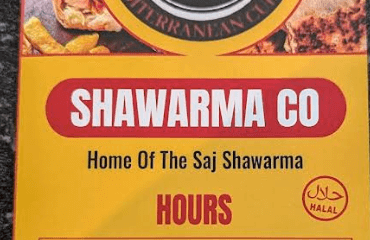 SHAWARMA CO
Home Of The Saj Shawarma
HOURS
حلال
HALAL